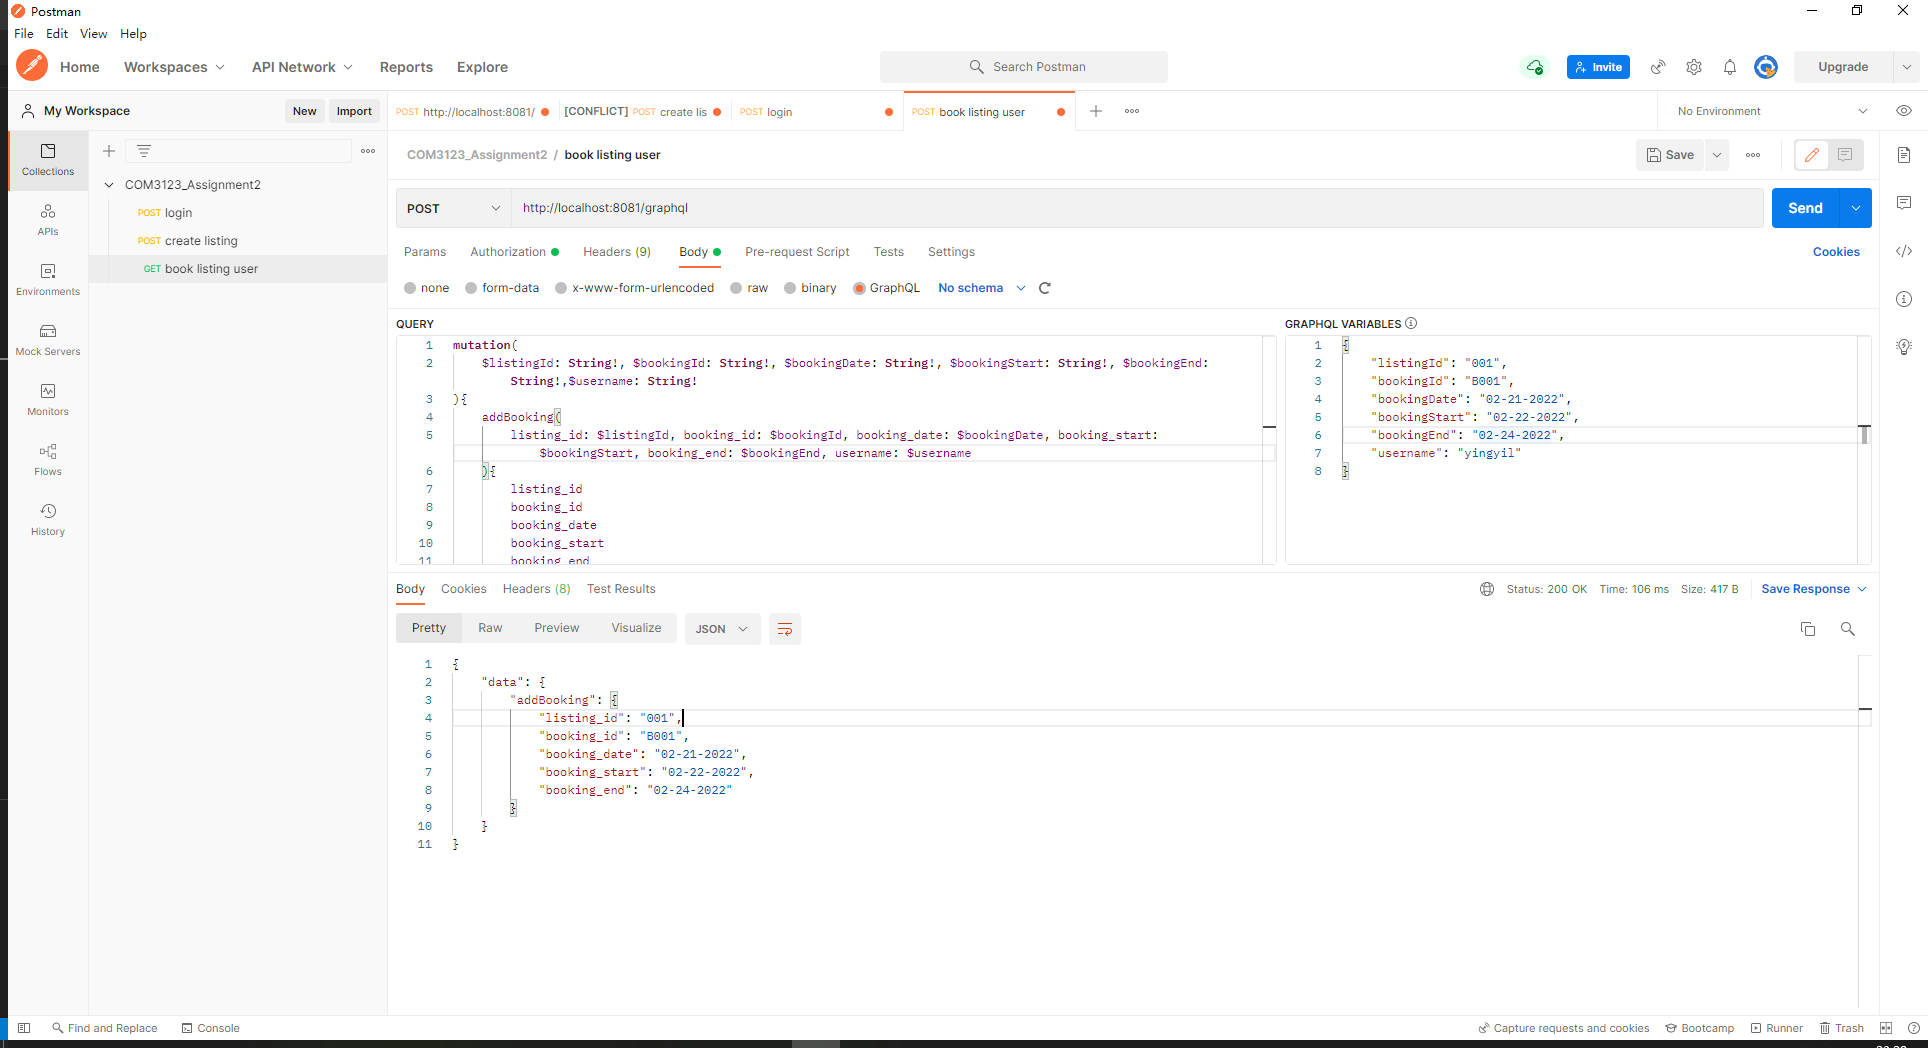 Postman
File Edit View Help
Home Workspaces API Network Reports Explore Search Postman Invite Upgrade
My Workspace New Import
POST http://localhost:8081/ [CONFLICT] POST create lis POST login POST book listing user No Environment
COM3123_Assignment2 / book listing user Save
Collections
APIs
Environments
Mock Servers
Monitors
Flows
History
COM3123_Assignment2
POST login
POST create listing
GET book listing user
POST http://localhost:8081/graphql Send
Params Authorization Headers (9) Body Pre-request Script Tests Settings Cookies
none form-data x-www-form-urlencoded raw binary GraphQL No schema
QUERY
1 mutation(
2 $listingId: String!, $bookingId: String!, $bookingDate: String!, $bookingStart: String!, $bookingEnd:
String!,$username: String!
3 ){
4 addBooking(
5 listing_id: $listingId, booking_id: $bookingId, booking_date: $bookingDate, booking_start:
$bookingStart, booking_end: $bookingEnd, username: $username
6 ){
7 listing_id
8 booking_id
9 booking_date
10 booking_start
11 booking_end
GRAPHQL VARIABLES
1 {
2 "listingId": "001",
3 "bookingId": "B001",
4 "bookingDate": "02-21-2022",
5 "bookingStart": "02-22-2022",
6 "bookingEnd": "02-24-2022",
7 "username": "yingyil"
8 }
Body Cookies Headers (8) Test Results Status: 200 OK Time: 106 ms Size: 417 B Save Response
Pretty Raw Preview Visualize JSON
1 {
2 "data": {
3 "addBooking": {
4 "listing_id": "001",
5 "booking_id": "B001",
6 "booking_date": "02-21-2022",
7 "booking_start": "02-22-2022",
8 "booking_end": "02-24-2022"
9 }
10 }
11 }
Find and Replace Console Capture requests and cookies Bootcamp Runner Trash